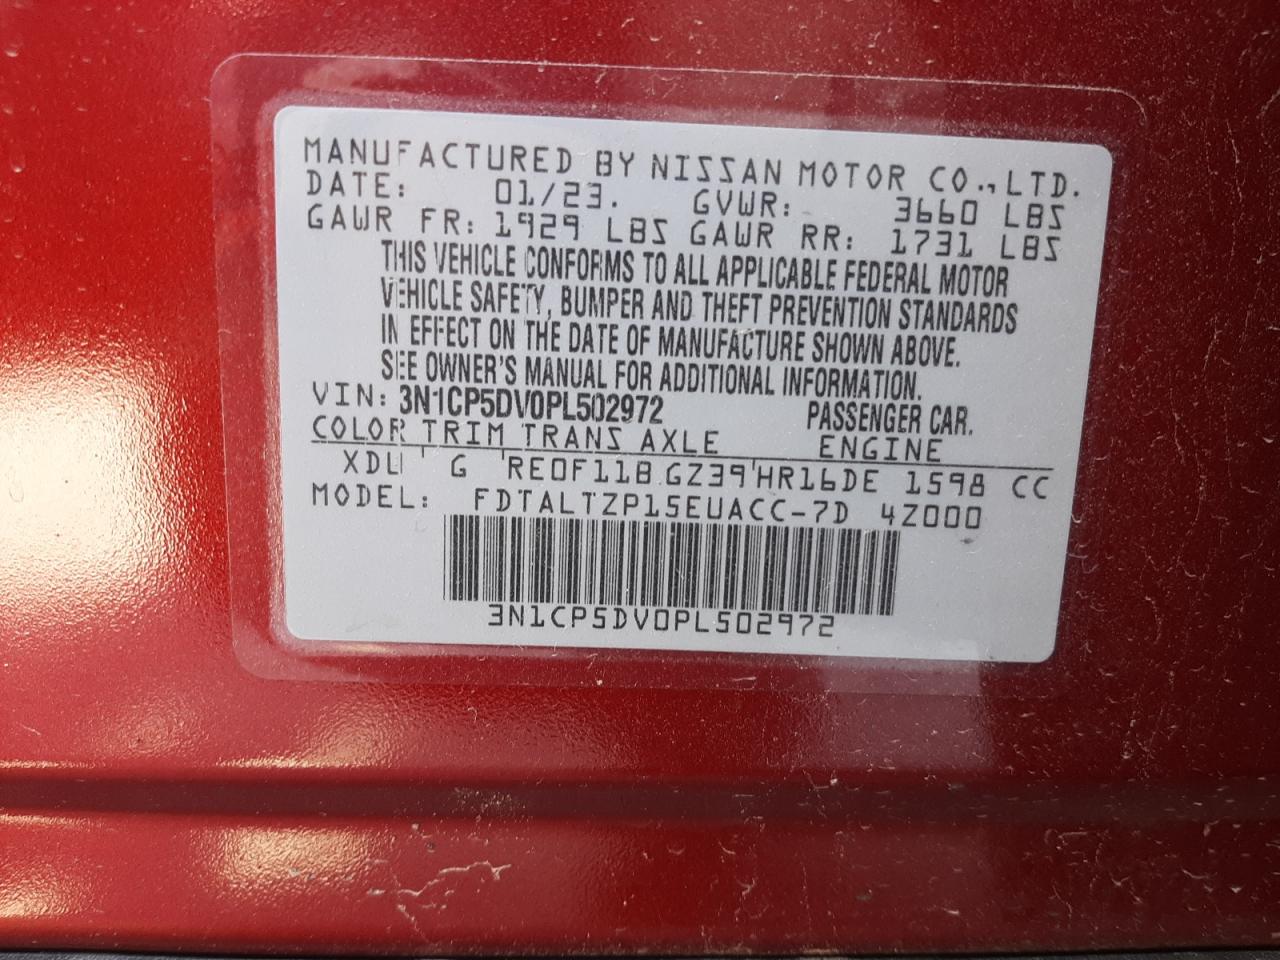 MANUFACTURED BY NISSAN MOTOR CO., LTD.
DATE: 01/23. GVWR: 3660 LBS
GAWR FR: 1929 LBS GAWR RR: 1731 LBS
THIS VEHICLE CONFORMS TO ALL APPLICABLE FEDERAL MOTOR
VEHICLE SAFETY, BUMPER AND THEFT PREVENTION STANDARDS
IN EFFECT ON THE DATE OF MANUFACTURE SHOWN ABOVE.
SEE OWNER'S MANUAL FOR ADDITIONAL INFORMATION.
VIN: 3N1CP5DV0PL502972 PASSENGER CAR.
COLOR TRIM TRANS AXLE ENGINE
G RE0F11B GZ39 HR16DE 1598 CC
MODEL: FDTALTZP15EUACC-7D 4Z000
3N1CP5DV0PL502972